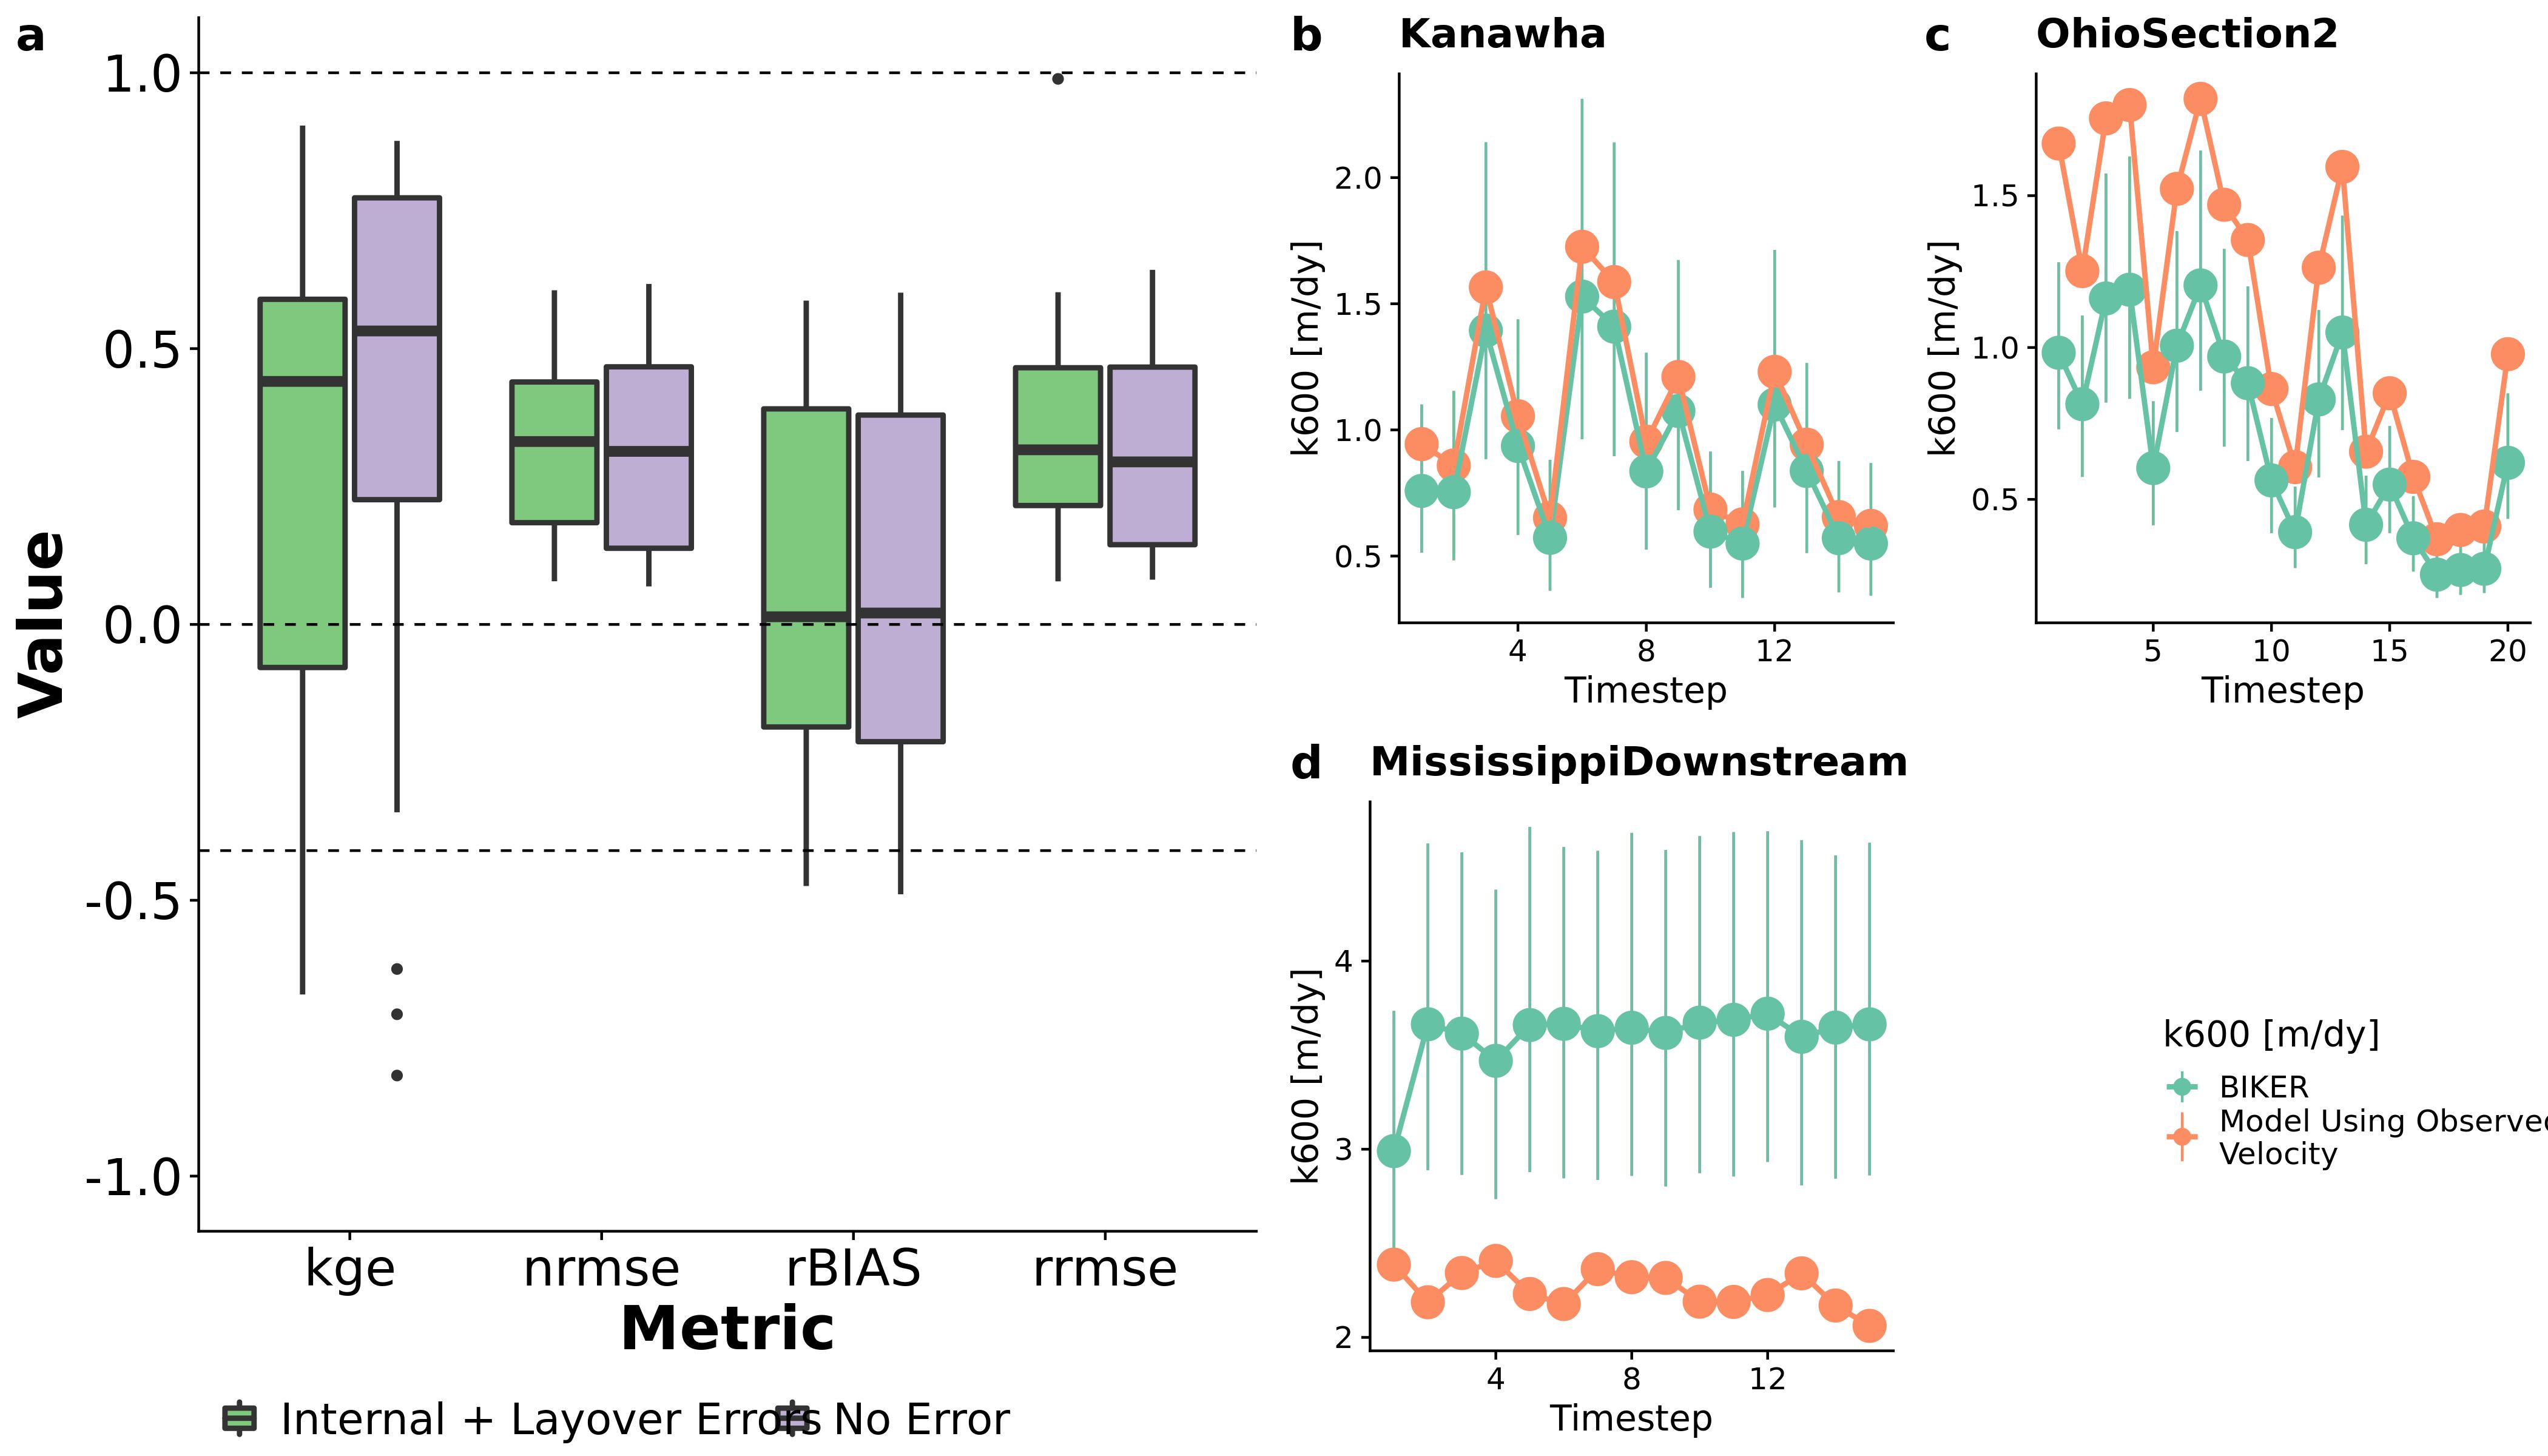 a
Value
1.0
0.5
0.0
-0.5
-1.0
kge nrmse rBIAS rrmse
Metric
Internal + Layover Errors No Error
b Kanawha
k600 [m/dy]
2.0
1.5
1.0
0.5
4 8 12
Timestep
c OhioSection2
k600 [m/dy]
1.5
1.0
0.5
5 10 15 20
Timestep
d MississippiDownstream
k600 [m/dy]
4
3
2
4 8 12
Timestep
k600 [m/dy]
BIKER
Model Using Observed
Velocity